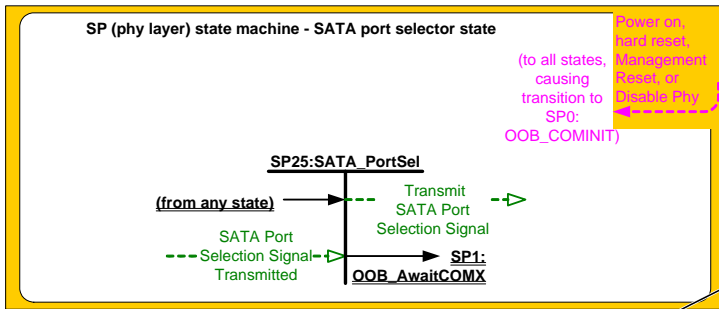 SP (phy layer) state machine - SATA port selector state
Power on,
hard reset,
Management
Reset, or
Disable Phy
(to all states,
causing
transition to
SP0:
OOB_COMINIT)
SP25:SATA_PortSel
(from any state)
Transmit
SATA Port
Selection Signal
SATA Port
Selection Signal
Transmitted
SP1:
OOB_AwaitCOMX